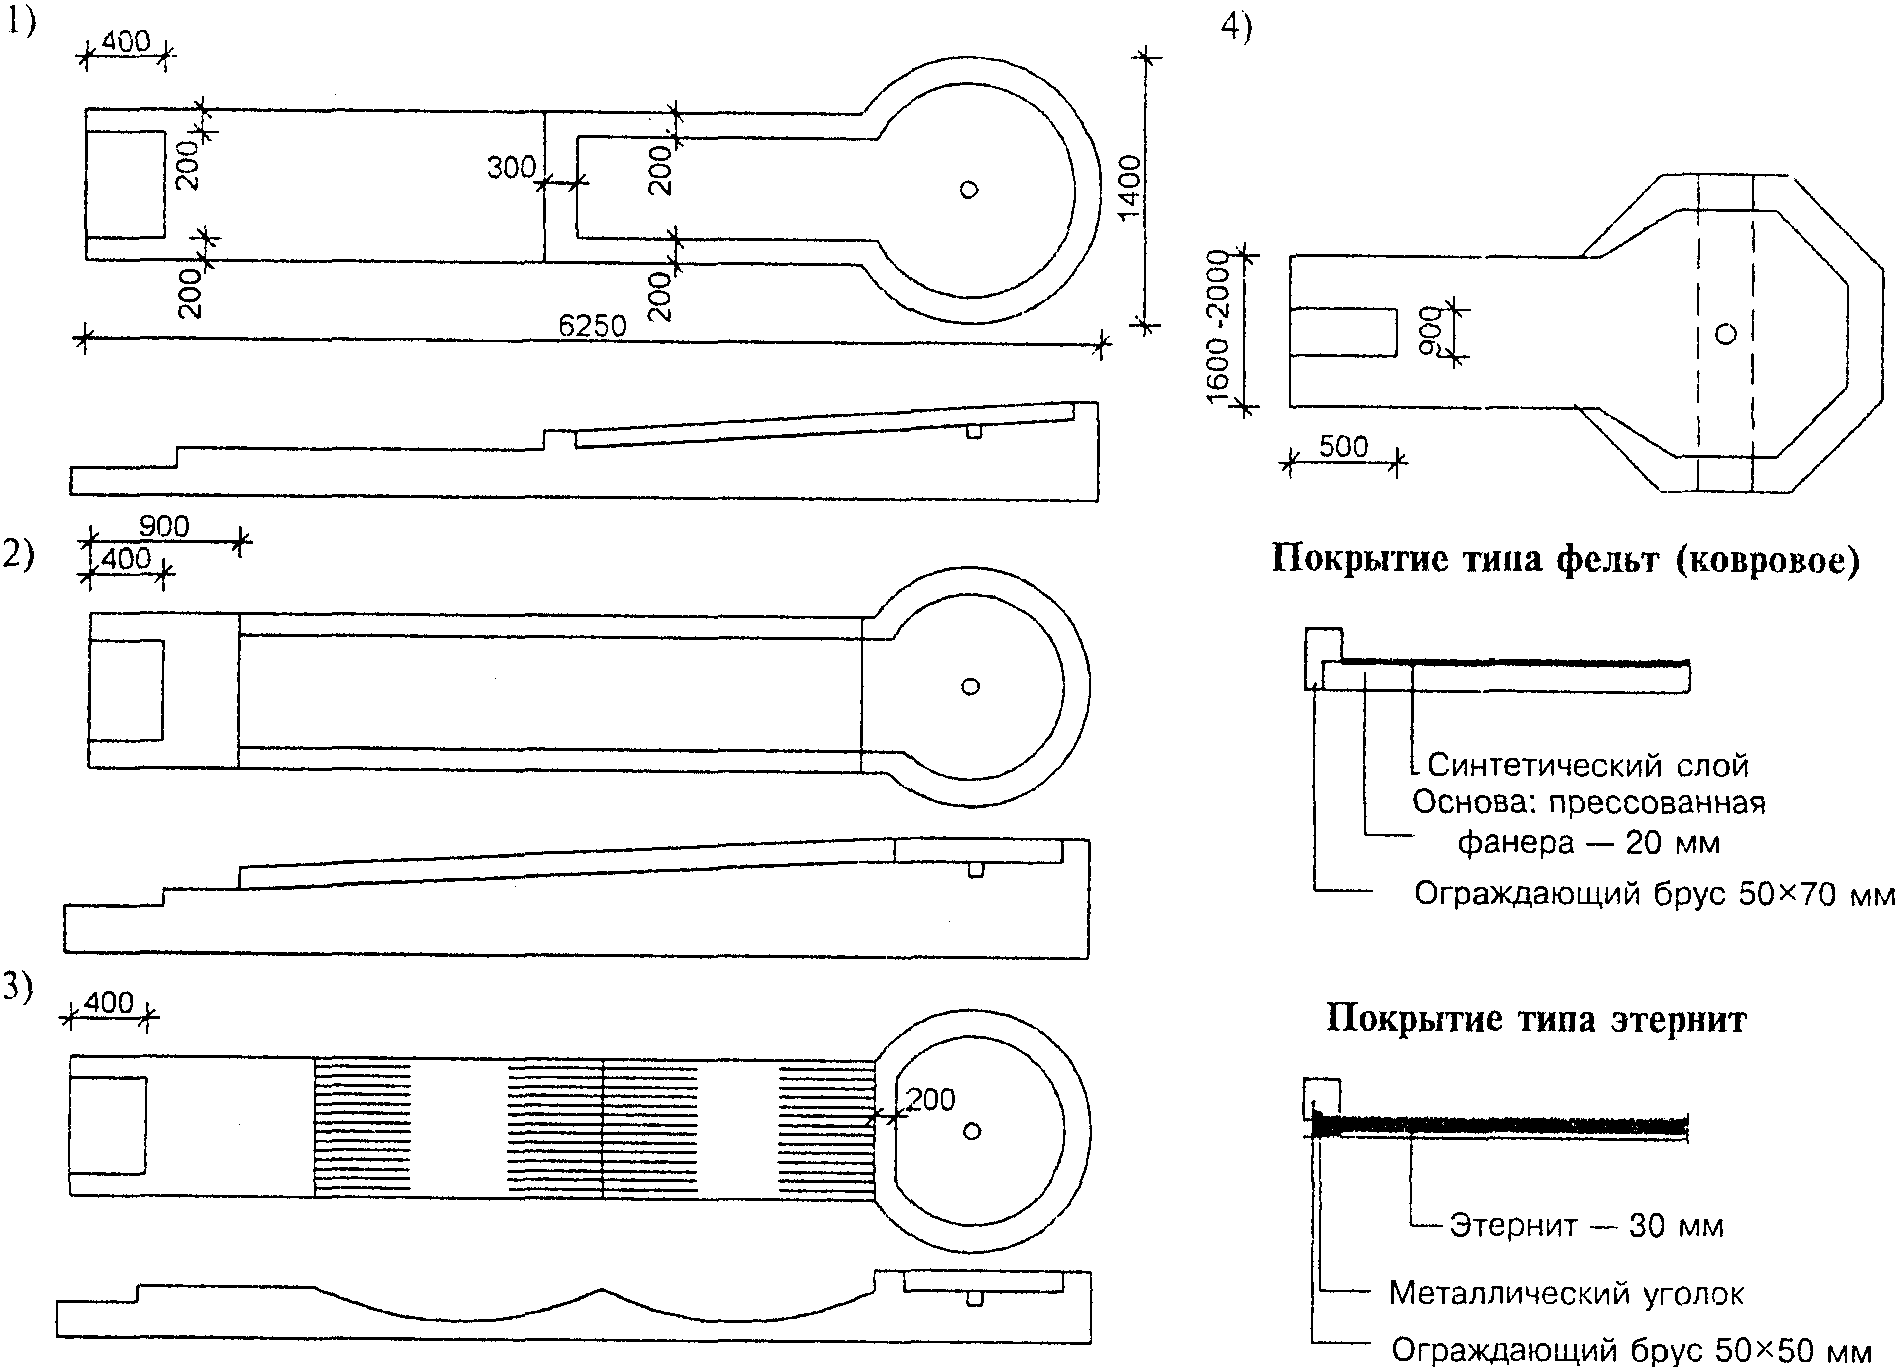 1)
400
200
200
300
200
200
1400
6250
2)
900
400
3)
400
200
4)
1600 -2000
900
500
Покрытие типа фельт (ковровое)
Синтетический слой
Основа: прессованная
фанера — 20 мм
Ограждающий брус 50×70 мм
Покрытие типа этернит
Этернит — 30 мм
Металлический уголок
Ограждающий брус 50×50 мм